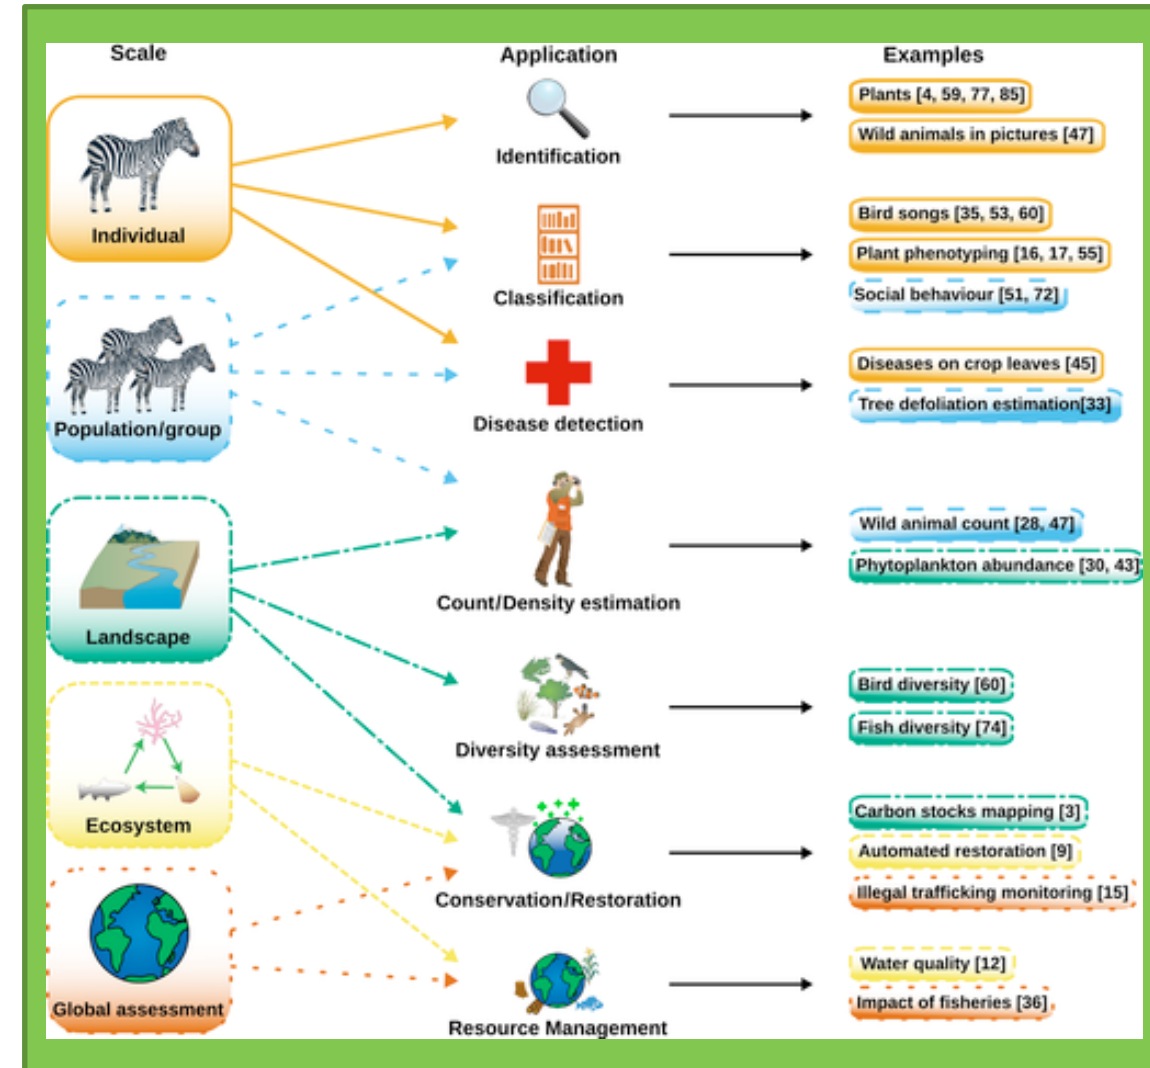 Scale
Application
Examples
Individual
Population/group
Landscape
Ecosystem
Global assessment
Identification
Classification
Disease detection
Count/Density estimation
Diversity assessment
Conservation/Restoration
Resource Management
Plants [4, 59, 77, 85]
Wild animals in pictures [47]
Bird songs [35, 53, 60]
Plant phenotyping [16, 17, 55]
Social behaviour [51, 72]
Diseases on crop leaves [45]
Tree defoliation estimation[33]
Wild animal count [28, 47]
Phytoplankton abundance [30, 43]
Bird diversity [60]
Fish diversity [74]
Carbon stocks mapping [3]
Automated restoration [9]
Illegal trafficking monitoring [15]
Water quality [12]
Impact of fisheries [36]